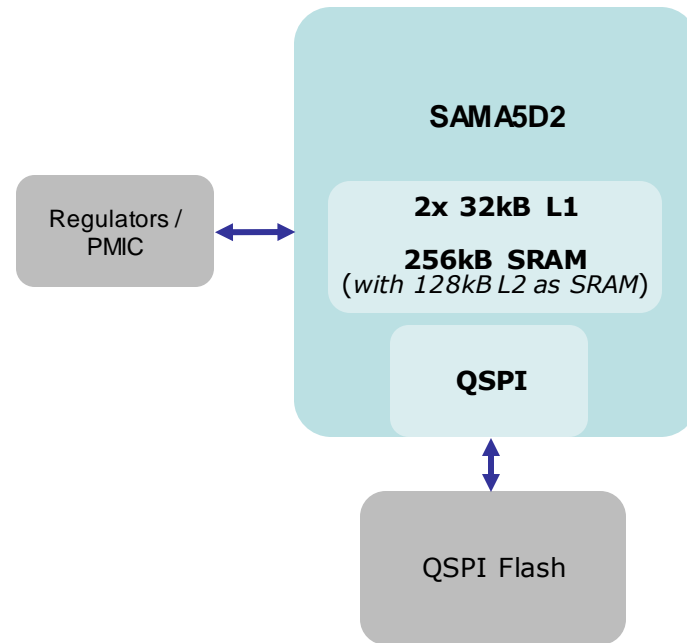 SAMA5D2
Regulators /
PMIC
2x 32kB L1
256kB SRAM
(with 128kB L2 as SRAM)
QSPI
QSPI Flash